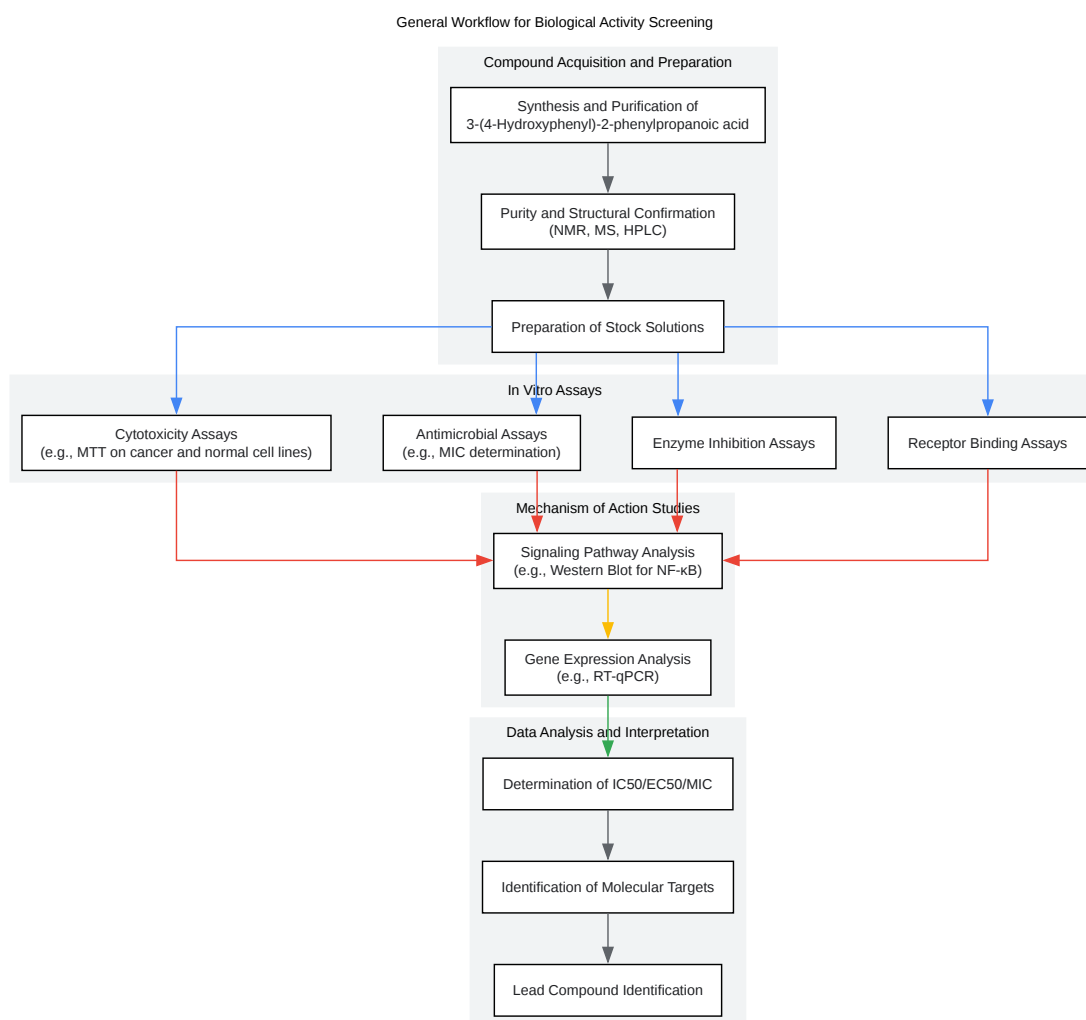 General Workflow for Biological Activity Screening
Compound Acquisition and Preparation
Synthesis and Purification of
3-(4-Hydroxyphenyl)-2-phenylpropanoic acid
Purity and Structural Confirmation
(NMR, MS, HPLC)
Preparation of Stock Solutions
In Vitro Assays
Cytotoxicity Assays
(e.g., MTT on cancer and normal cell lines)
Antimicrobial Assays
(e.g., MIC determination)
Enzyme Inhibition Assays
Receptor Binding Assays
Mechanism of Action Studies
Signaling Pathway Analysis
(e.g., Western Blot for NF-κB)
Gene Expression Analysis
(e.g., RT-qPCR)
Data Analysis and Interpretation
Determination of IC50/EC50/MIC
Identification of Molecular Targets
Lead Compound Identification